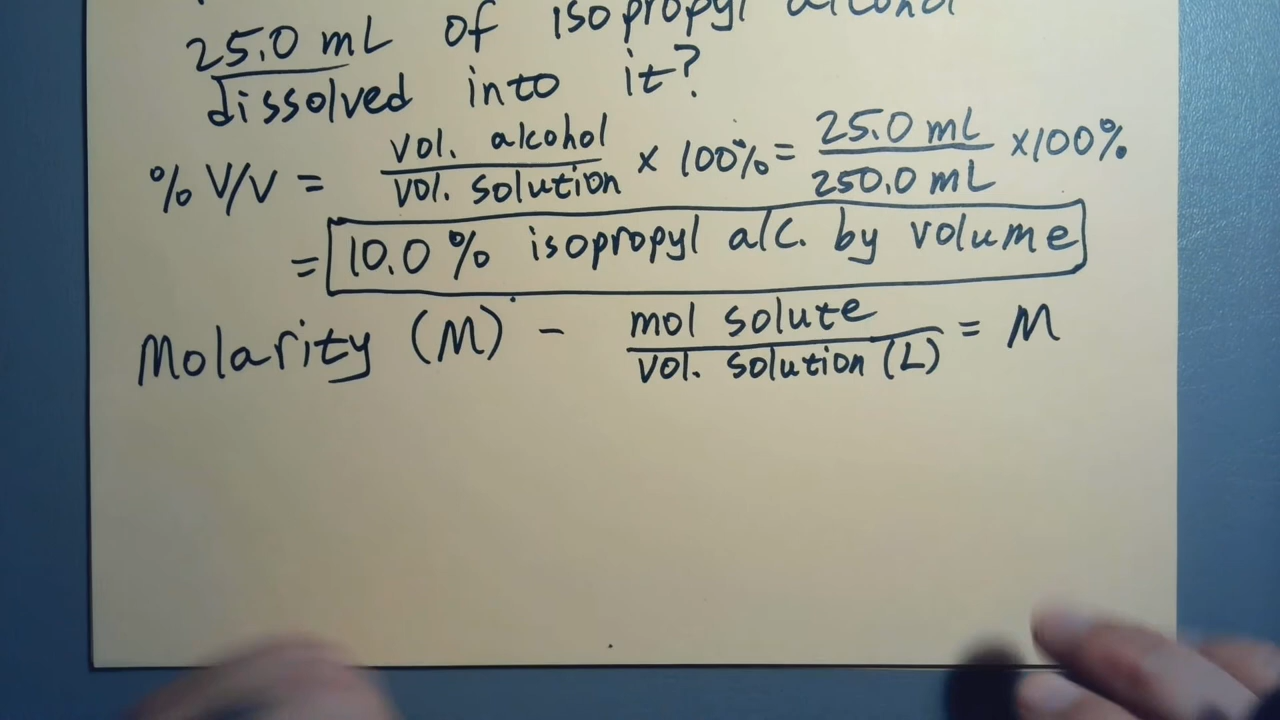 25.0 mL of isopropyl alcohol
dissolved into it?
% V/V = vol. alcohol / vol. solution x 100% = 25.0 mL / 250.0 mL x100%
= 10.0 % isopropyl alc. by volume
Molarity (M) - mol solute / vol. solution (L) = M